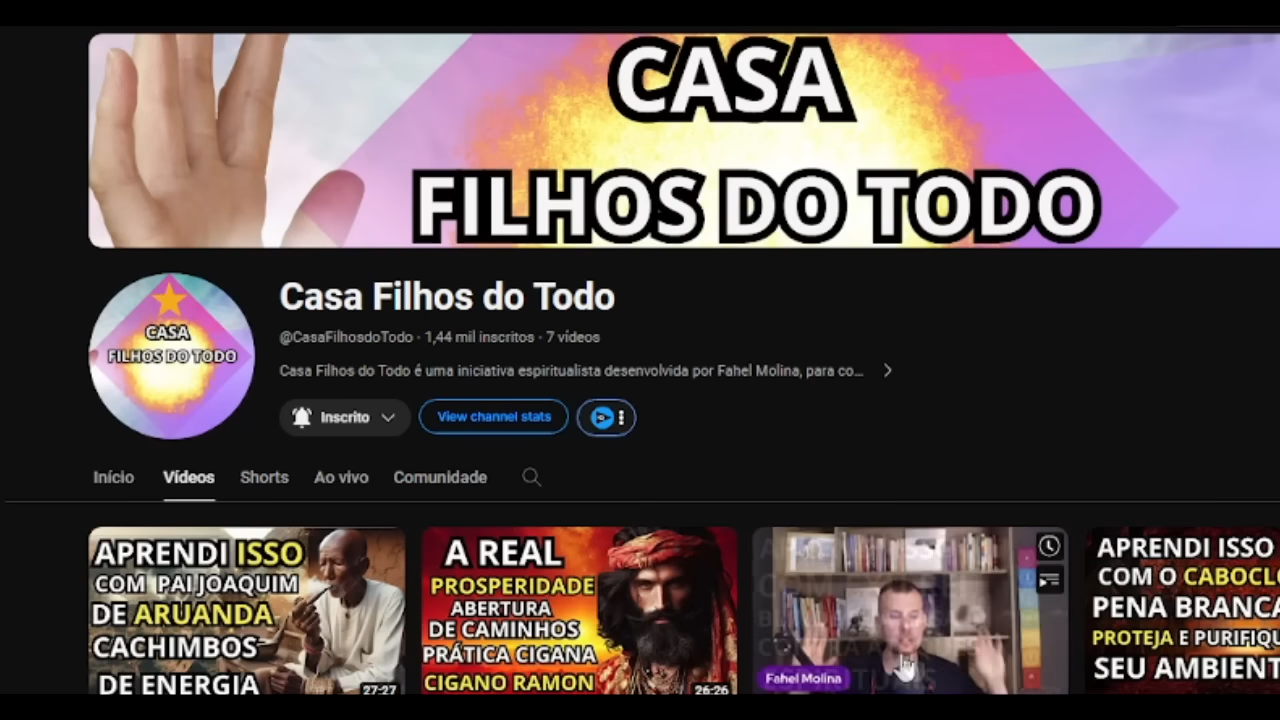 CASA
FILHOS DO TODO
CASA
FILHOS DO TODO
Casa Filhos do Todo
@CasaFilhosdoTodo · 1,44 mil inscritos · 7 vídeos
Casa Filhos do Todo é uma iniciativa espiritualista desenvolvida por Fahel Molina, para co...
Inscrito
View channel stats
Início Vídeos Shorts Ao vivo Comunidade
APRENDI ISSO
COM PAI JOAQUIM
DE ARUANDA
CACHIMBOS
DE ENERGIA
27:27
A REAL
PROSPERIDADE
ABERTURA
DE CAMINHOS
PRÁTICA CIGANA
CIGANO RAMON
26:26
Fahel Molina
APRENDI ISSO
COM O CABOCLO
PENA BRANCA
PROTEJA E PURIFIQU
SEU AMBIENT